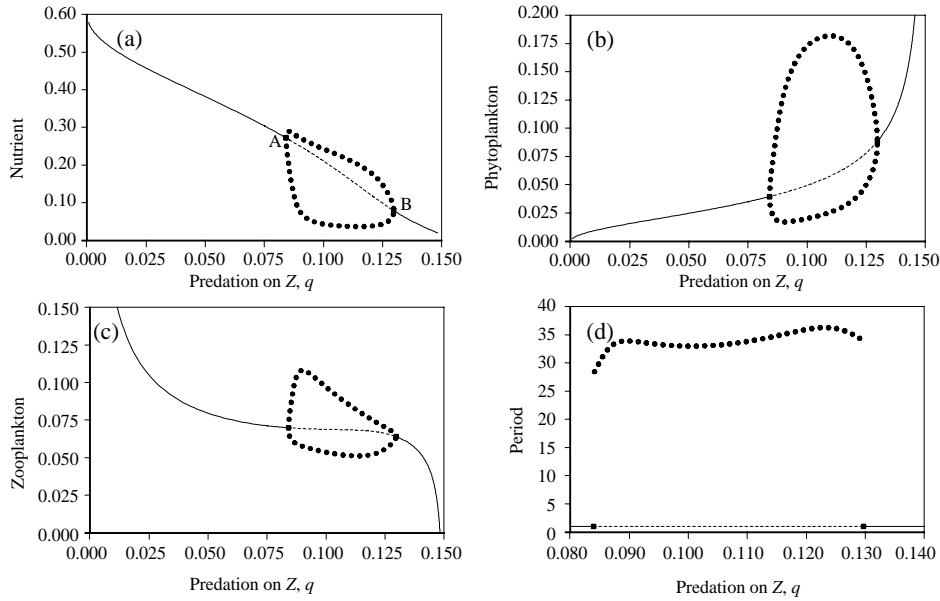 (a)
Nutrient
0.60
0.50
0.40
0.30
0.20
0.10
0.00
A
B
0.000 0.025 0.050 0.075 0.100 0.125 0.150
Predation on Z, q
(b)
Phytoplankton
0.200
0.175
0.150
0.125
0.100
0.075
0.050
0.025
0.000
0.000 0.025 0.050 0.075 0.100 0.125 0.150
Predation on Z, q
(c)
Zooplankton
0.150
0.125
0.100
0.075
0.050
0.025
0.000
0.000 0.025 0.050 0.075 0.100 0.125 0.150
Predation on Z, q
(d)
Period
40
35
30
25
20
15
10
5
0
0.080 0.090 0.100 0.110 0.120 0.130 0.140
Predation on Z, q